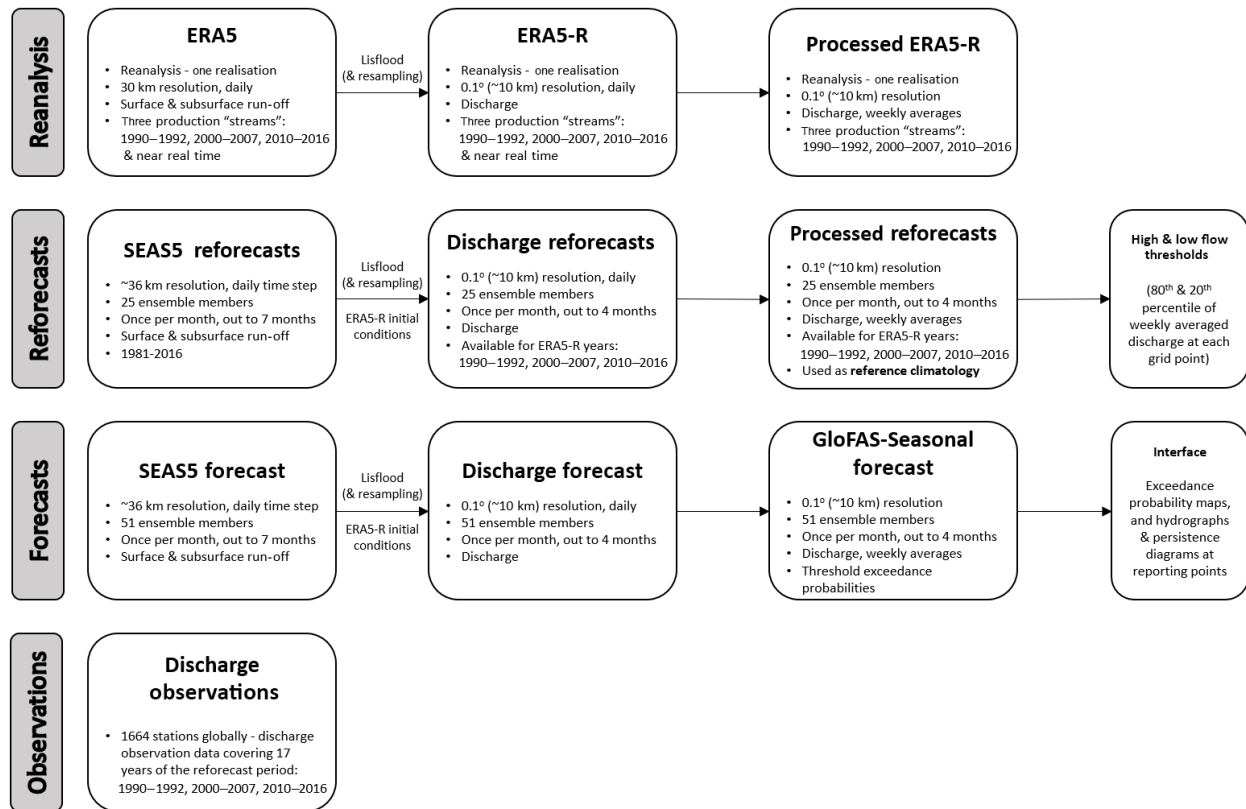 Reanalysis
ERA5
• Reanalysis - one realisation
• 30 km resolution, daily
• Surface & subsurface run-off
• Three production “streams”:
1990–1992, 2000–2007, 2010–2016
& near real time
Lisflood
(& resampling)
ERA5-R
• Reanalysis - one realisation
• 0.1º (~10 km) resolution, daily
• Discharge
• Three production “streams”:
1990–1992, 2000–2007, 2010–2016
& near real time
Processed ERA5-R
• Reanalysis - one realisation
• 0.1º (~10 km) resolution
• Discharge, weekly averages
• Three production “streams”:
1990–1992, 2000–2007, 2010–2016
Reforecasts
SEAS5 reforecasts
• ~36 km resolution, daily time step
• 25 ensemble members
• Once per month, out to 7 months
• Surface & subsurface run-off
• 1981-2016
Lisflood
(& resampling)
ERA5-R initial
conditions
Discharge reforecasts
• 0.1º (~10 km) resolution, daily
• 25 ensemble members
• Once per month, out to 4 months
• Discharge
• Available for ERA5-R years:
1990–1992, 2000–2007, 2010–2016
Processed reforecasts
• 0.1º (~10 km) resolution
• 25 ensemble members
• Once per month, out to 4 months
• Discharge, weekly averages
• Available for ERA5-R years:
1990–1992, 2000–2007, 2010–2016
• Used as reference climatology
High & low flow
thresholds
(80th & 20th
percentile of
weekly averaged
discharge at each
grid point)
Forecasts
SEAS5 forecast
• ~36 km resolution, daily time step
• 51 ensemble members
• Once per month, out to 7 months
• Surface & subsurface run-off
Lisflood
(& resampling)
ERA5-R initial
conditions
Discharge forecast
• 0.1º (~10 km) resolution, daily
• 51 ensemble members
• Once per month, out to 4 months
• Discharge
GloFAS-Seasonal
forecast
• 0.1º (~10 km) resolution
• 51 ensemble members
• Once per month, out to 4 months
• Discharge, weekly averages
• Threshold exceedance
probabilities
Interface
Exceedance
probability maps,
and hydrographs
& persistence
diagrams at
reporting points
Observations
Discharge
observations
• 1664 stations globally - discharge
observation data covering 17
years of the reforecast period:
1990–1992, 2000–2007, 2010–2016